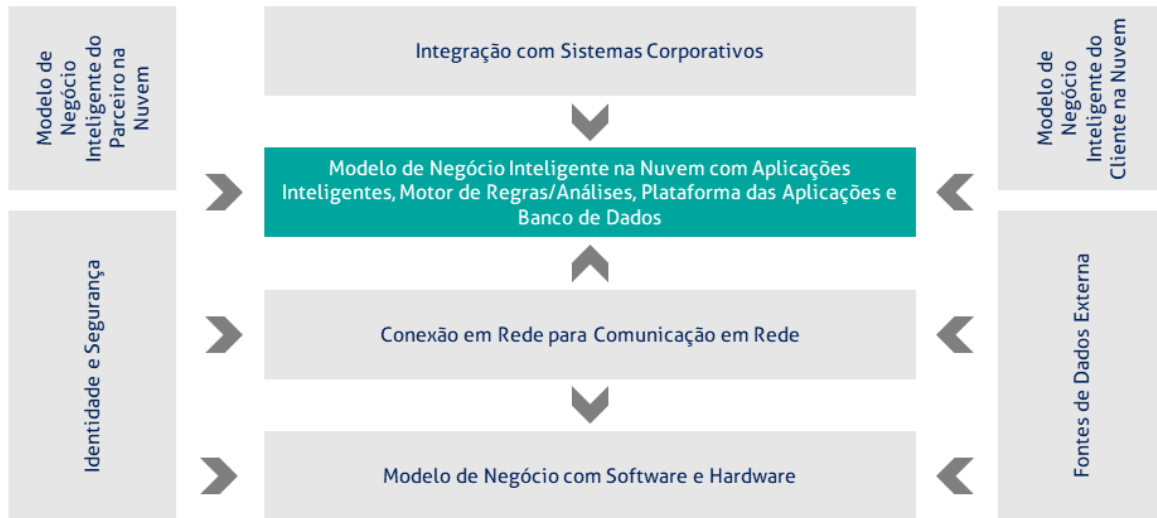 Modelo de
Negócio
Inteligente do
Parceiro na
Nuvem
Integração com Sistemas Corporativos
Modelo de
Negócio
Inteligente do
Cliente na Nuvem
Modelo de Negócio Inteligente na Nuvem com Aplicações
Inteligentes, Motor de Regras/Análises, Plataforma das Aplicações e
Banco de Dados
Identidade e Segurança
Conexão em Rede para Comunicação em Rede
Fontes de Dados Externa
Modelo de Negócio com Software e Hardware